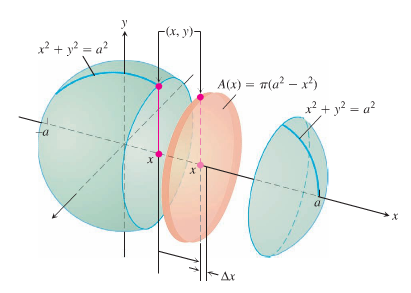 y
(x, y)
x² + y² = a²
A(x) = π(a² − x²)
x² + y² = a²
−a
x
x
a
x
Δx